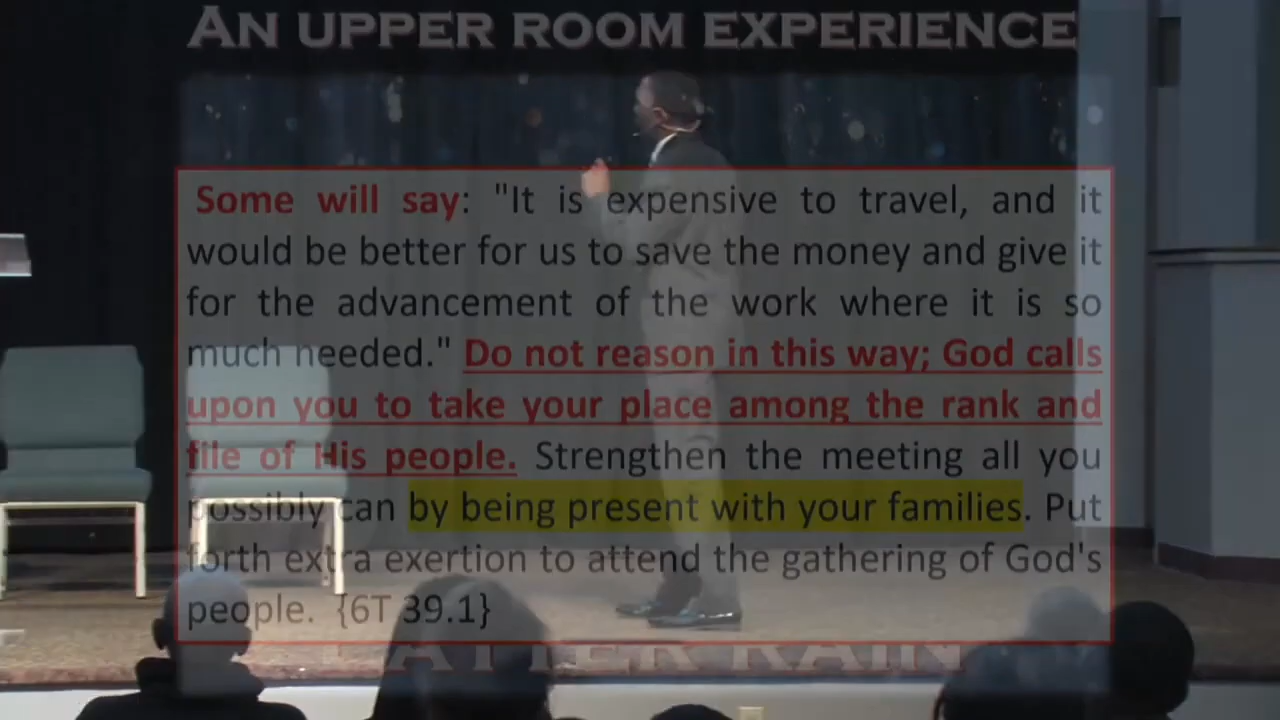 AN UPPER ROOM EXPERIENCE
Some will say: "It is expensive to travel, and it
would be better for us to save the money and give it
for the advancement of the work where it is so
much needed." Do not reason in this way; God calls
upon you to take your place among the rank and
file of His people. Strengthen the meeting all you
possibly can by being present with your families. Put
forth extra exertion to attend the gathering of God's
people. {6T 39.1}
LATTER RAIN